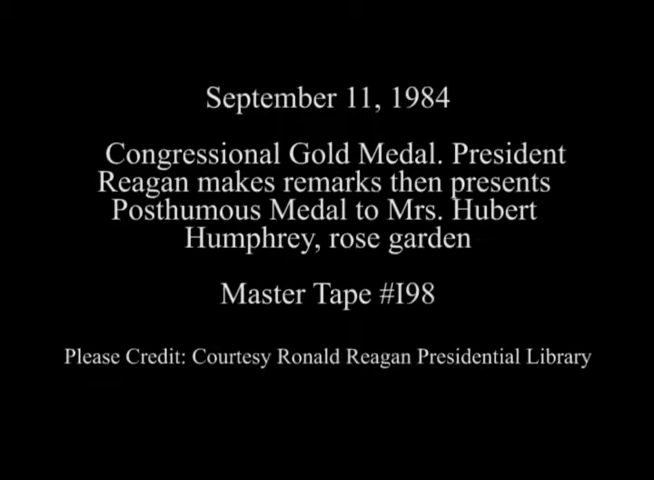 September 11, 1984
Congressional Gold Medal. President
Reagan makes remarks then presents
Posthumous Medal to Mrs. Hubert
Humphrey, rose garden
Master Tape #I98
Please Credit: Courtesy Ronald Reagan Presidential Library